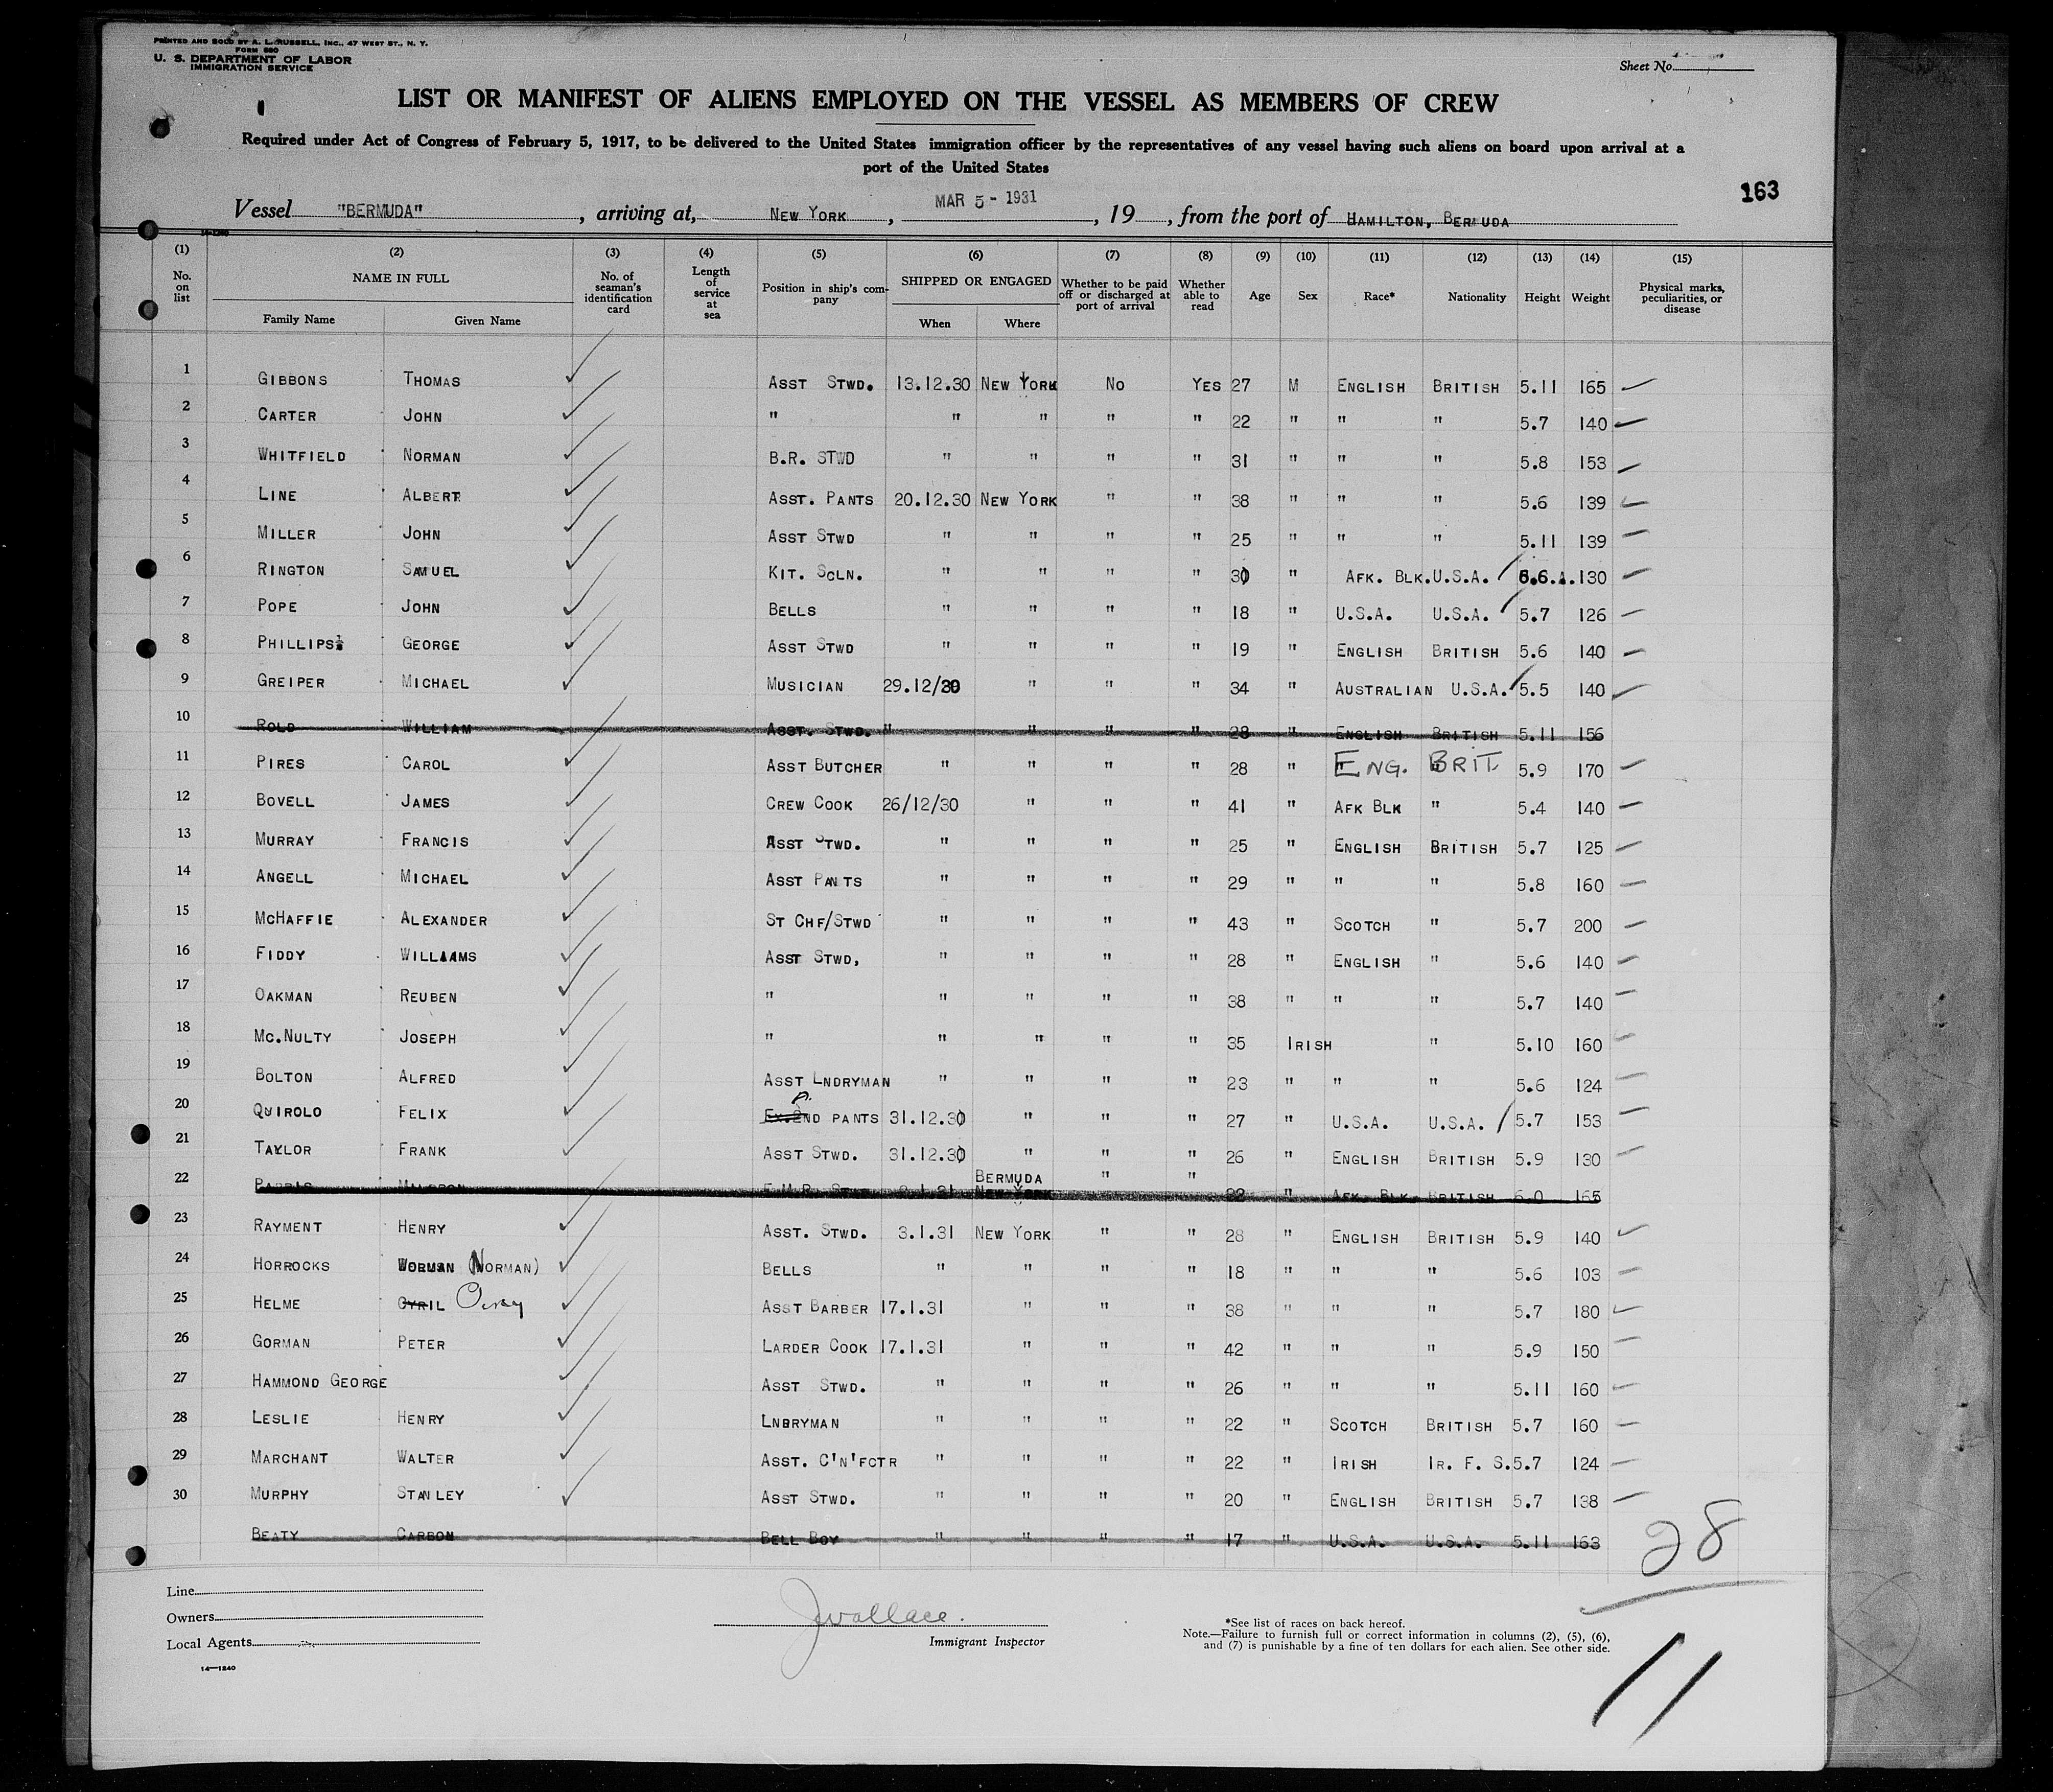 PRINTED AND SOLD BY A. L. RUSSELL, INC., 47 WEST ST., N. Y.
FORM 680
U. S. DEPARTMENT OF LABOR
IMMIGRATION SERVICE
Sheet No.
LIST OR MANIFEST OF ALIENS EMPLOYED ON THE VESSEL AS MEMBERS OF CREW
Required under Act of Congress of February 5, 1917, to be delivered to the United States immigration officer by the representatives of any vessel having such aliens on board upon arrival at a
port of the United States
163
Vessel "BERMUDA", arriving at, NEW YORK, MAR 5 - 1931, 19, from the port of HAMILTON, BERMUDA
(1) (2) (3) (4) (5) (6) (7) (8) (9) (10) (11) (12) (13) (14) (15)
No. on list NAME IN FULL Family Name Given Name No. of seaman's identification card Length of service at sea Position in ship's company SHIPPED OR ENGAGED When Where Whether to be paid off or discharged at port of arrival Whether able to read Age Sex Race* Nationality Height Weight Physical marks, peculiarities, or disease
1 GIBBONS THOMAS ASST STWD. 13.12.30 NEW YORK NO YES 27 M ENGLISH BRITISH 5.11 165
2 CARTER JOHN " " " " " 22 " " " 5.7 140
3 WHITFIELD NORMAN B.R. STWD " " " " 31 " " " 5.8 153
4 LINE ALBERT ASST. PANTS 20.12.30 NEW YORK " " 38 " " " 5.6 139
5 MILLER JOHN ASST STWD " " " " 25 " " " 5.11 139
6 RINGTON SAMUEL KIT. SCLN. " " " " 30 " AFK. BLK. U.S.A. 130
7 POPE JOHN BELLS " " " " 18 " U.S.A. U.S.A. 5.7 126
8 PHILLIPS GEORGE ASST STWD " " " " 19 " ENGLISH BRITISH 5.6 140
9 GREIPER MICHAEL MUSICIAN 29.12/30 " " " 34 " AUSTRALIAN U.S.A. 5.5 140
10 ROLD WILLIAM ASST. STWD. " " " " 28 " ENGLISH BRITISH 5.11 156
11 PIRES CAROL ASST BUTCHER " " " " 28 " ENG. BRIT. 5.9 170
12 BOVELL JAMES CREW COOK 26/12/30 " " " 41 " AFK BLK " 5.4 140
13 MURRAY FRANCIS ASST STWD. " " " " 25 " ENGLISH BRITISH 5.7 125
14 ANGELL MICHAEL ASST PANTS " " " " 29 " " " 5.8 160
15 MCHAFFIE ALEXANDER ST CHF/STWD " " " " 43 " SCOTCH " 5.7 200
16 FIDDY WILLIAMS ASST STWD, " " " " 28 " ENGLISH " 5.6 140
17 OAKMAN REUBEN " " " " " 38 " " " 5.7 140
18 MC.NULTY JOSEPH " " " " " 35 IRISH " 5.10 160
19 BOLTON ALFRED ASST LNDRYMAN " " " " 23 " " " 5.6 124
20 QUIROLO FELIX EX.2ND PANTS 31.12.30 " " " 27 " U.S.A. U.S.A. 5.7 153
21 TAYLOR FRANK ASST STWD. 31.12.30 " " " 26 " ENGLISH BRITISH 5.9 130
22 BERMUDA NEW YORK " " 22 " AFK. BLK BRITISH 6.0 165
23 RAYMENT HENRY ASST. STWD. 3.1.31 NEW YORK " " 28 " ENGLISH BRITISH 5.9 140
24 HORROCKS (NORMAN) BELLS " " " " 18 " " " 5.6 103
25 HELME CYRIL Percy ASST BARBER 17.1.31 " " " 38 " " " 5.7 180
26 GORMAN PETER LARDER COOK 17.1.31 " " " 42 " " " 5.9 150
27 HAMMOND GEORGE ASST STWD. " " " " 26 " " " 5.11 160
28 LESLIE HENRY LNDRYMAN " " " " 22 " SCOTCH BRITISH 5.7 160
29 MARCHANT WALTER ASST. C'N'FCTR " " " " 22 " IRISH IR. F. S. 5.7 124
30 MURPHY STANLEY ASST STWD. " " " " 20 " ENGLISH BRITISH 5.7 138
BEATY CARBON BELL BOY " " " " 17 " U.S.A. U.S.A. 5.11 163
28
Line
Owners
Local Agents
JWallace.
Immigrant Inspector
*See list of races on back hereof.
Note.—Failure to furnish full or correct information in columns (2), (5), (6),
and (7) is punishable by a fine of ten dollars for each alien. See other side.
14—1240
11